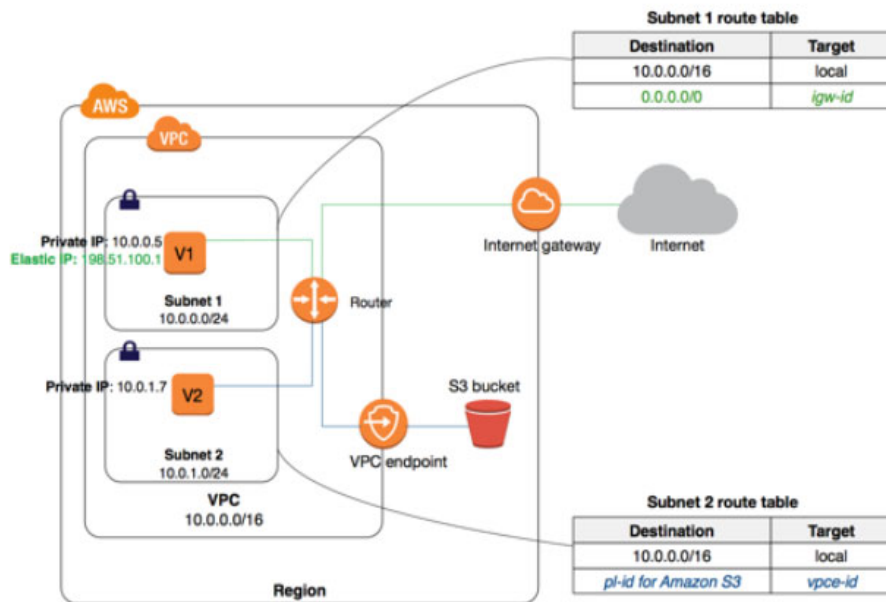 Subnet 1 route table
Destination Target
10.0.0.0/16 local
0.0.0.0/0 igw-id
AWS
VPC
Private IP: 10.0.0.5
Elastic IP: 198.51.100.1
V1
Subnet 1
10.0.0.0/24
Internet gateway
Internet
Router
Private IP: 10.0.1.7
V2
Subnet 2
10.0.1.0/24
S3 bucket
VPC endpoint
VPC
10.0.0.0/16
Region
Subnet 2 route table
Destination Target
10.0.0.0/16 local
pl-id for Amazon S3 vpce-id